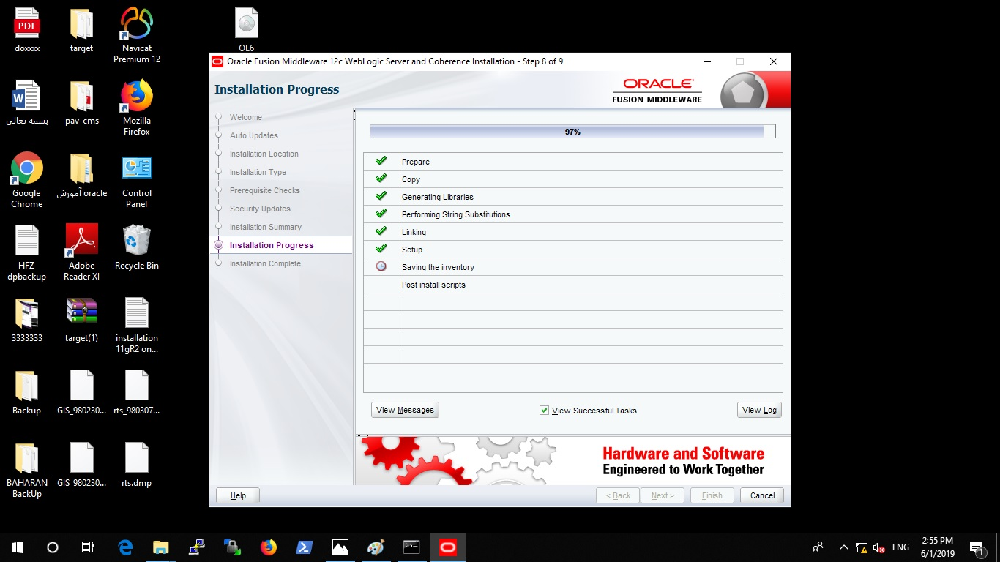 PDF
doxxxx
target
Navicat
Premium 12
OL6
بسمه تعالی
pav-cms
Mozilla
Firefox
Google
Chrome
آموزش oracle
Control
Panel
HFZ
dpbackup
Adobe
Reader XI
Recycle Bin
3333333
target(1)
installation
11gR2 on...
Backup
GIS_980230...
rts_980307...
BAHARAN
BackUp
GIS_980230...
rts.dmp
Oracle Fusion Middleware 12c WebLogic Server and Coherence Installation - Step 8 of 9
Installation Progress
ORACLE
FUSION MIDDLEWARE
Welcome
Auto Updates
Installation Location
Installation Type
Prerequisite Checks
Security Updates
Installation Summary
Installation Progress
Installation Complete
97%
Prepare
Copy
Generating Libraries
Performing String Substitutions
Linking
Setup
Saving the inventory
Post install scripts
View Messages
View Successful Tasks
View Log
Hardware and Software
Engineered to Work Together
Help
< Back
Next >
Finish
Cancel
ENG
2:55 PM
6/1/2019
1